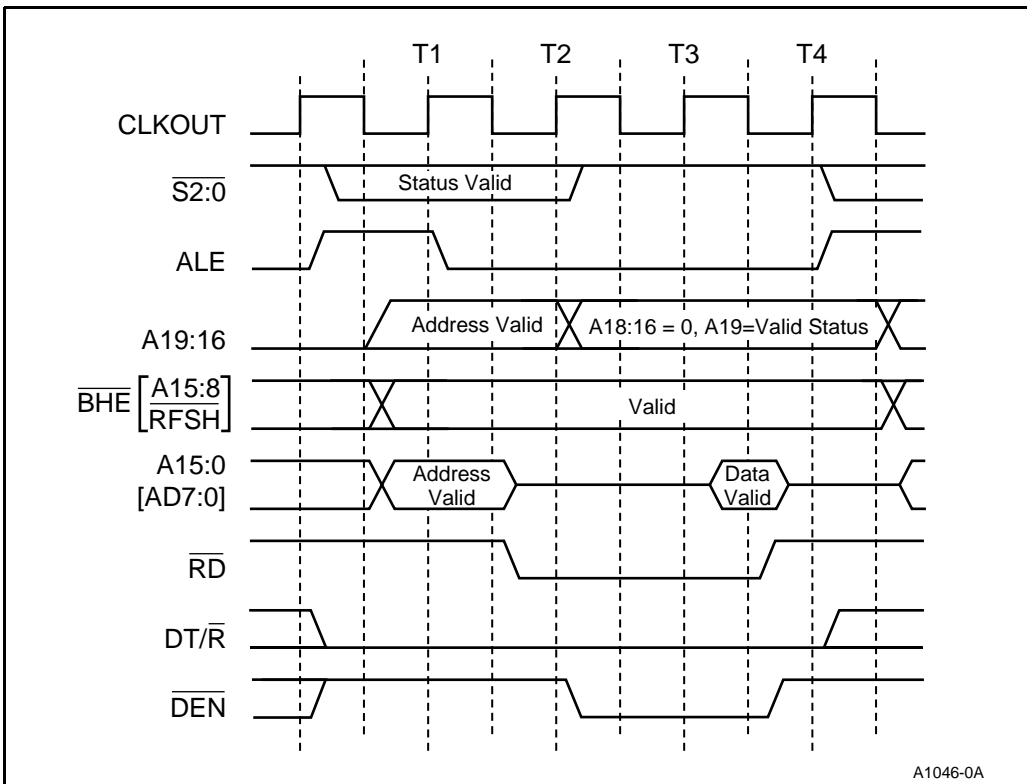 T1 T2 T3 T4
CLKOUT
S2:0 Status Valid
ALE
A19:16 Address Valid A18:16 = 0, A19=Valid Status
BHE [A15:8
RFSH] Valid
A15:0
[AD7:0] Address
Valid Data
Valid
RD
DT/R
DEN
A1046-0A